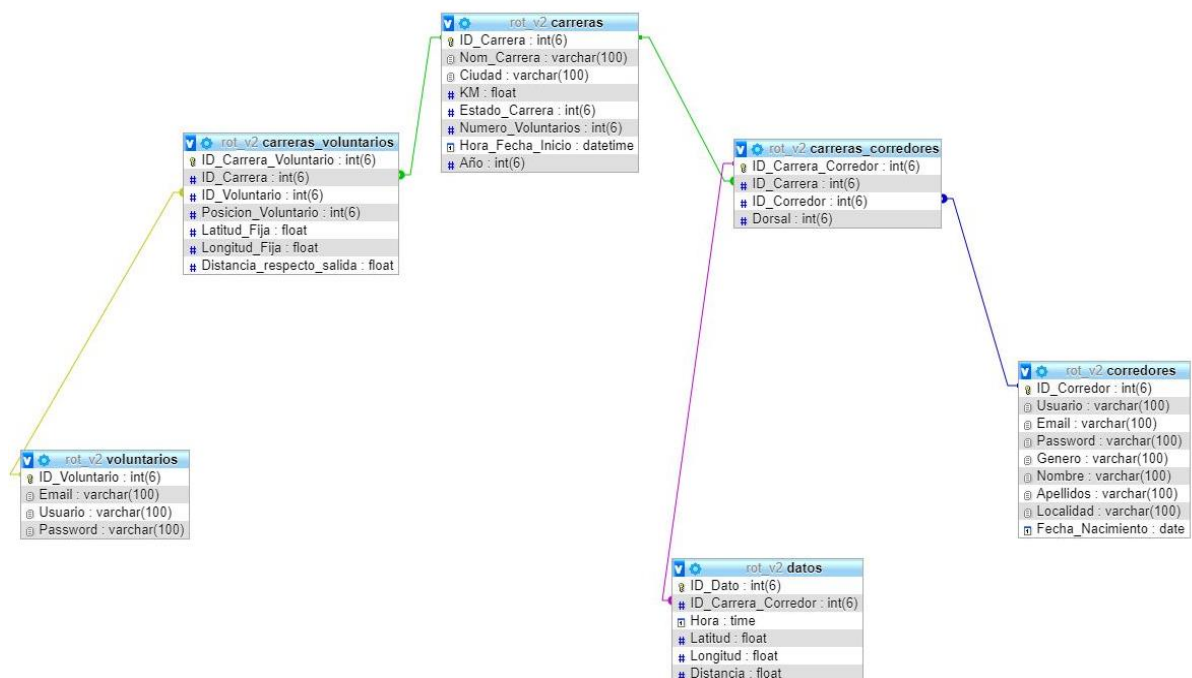 rot_v2 carreras
ID_Carrera : int(6)
Nom_Carrera : varchar(100)
Ciudad : varchar(100)
KM : float
Estado_Carrera : int(6)
Numero_Voluntarios : int(6)
Hora_Fecha_Inicio : datetime
Año : int(6)
rot_v2 carreras_voluntarios
ID_Carrera_Voluntario : int(6)
ID_Carrera : int(6)
ID_Voluntario : int(6)
Posicion_Voluntario : int(6)
Latitud_Fija : float
Longitud_Fija : float
Distancia_respecto_salida : float
rot_v2 carreras_corredores
ID_Carrera_Corredor : int(6)
ID_Carrera : int(6)
ID_Corredor : int(6)
Dorsal : int(6)
rot_v2 corredores
ID_Corredor : int(6)
Usuario : varchar(100)
Email : varchar(100)
Password : varchar(100)
Genero : varchar(100)
Nombre : varchar(100)
Apellidos : varchar(100)
Localidad : varchar(100)
Fecha_Nacimiento : date
rot_v2 voluntarios
ID_Voluntario : int(6)
Email : varchar(100)
Usuario : varchar(100)
Password : varchar(100)
rot_v2 datos
ID_Dato : int(6)
ID_Carrera_Corredor : int(6)
Hora : time
Latitud : float
Longitud : float
Distancia : float